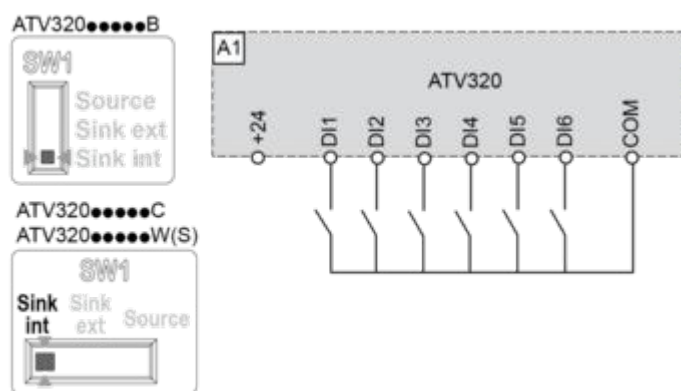 ATV320●●●●●B
SW1
Source
Sink ext
Sink int
ATV320●●●●●C
ATV320●●●●●W(S)
SW1
Sink int
Sink ext
Source
A1
ATV320
+24
DI1
DI2
DI3
DI4
DI5
DI6
COM